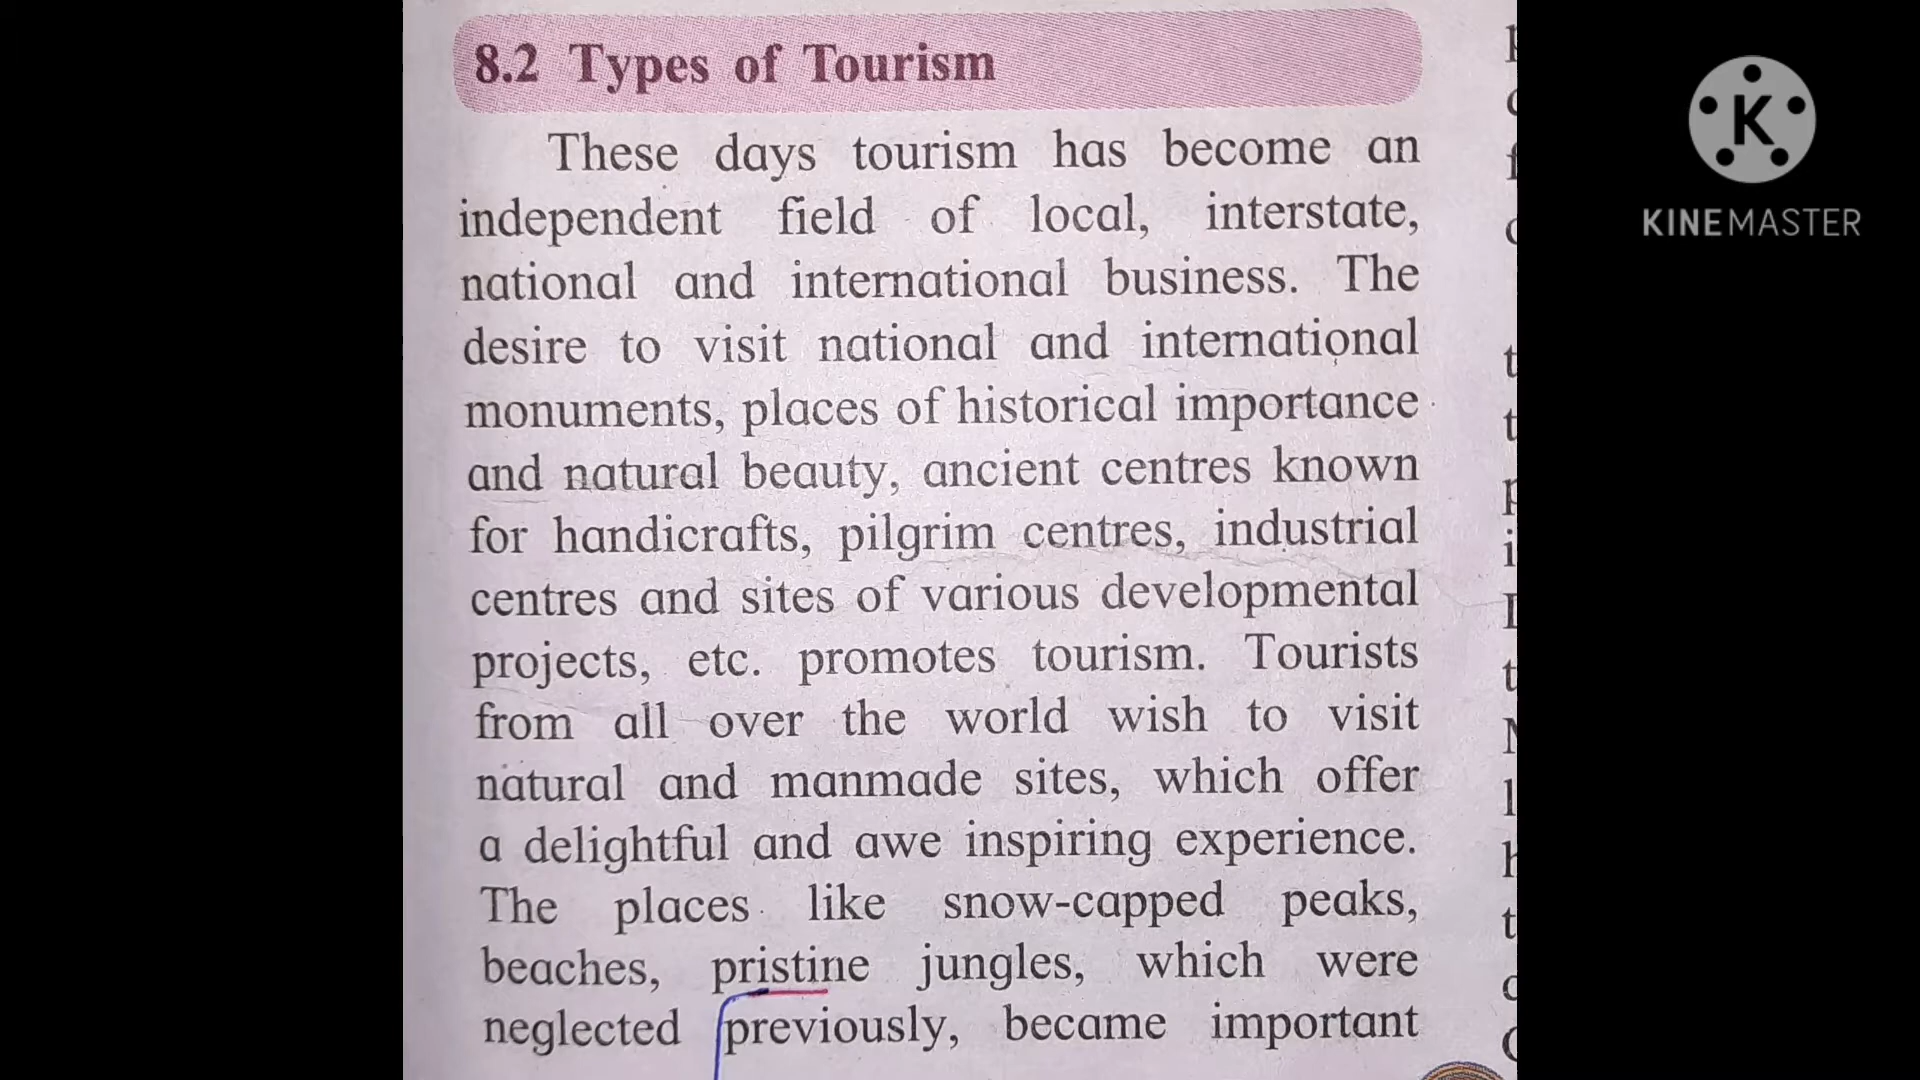 8.2 Types of Tourism
These days tourism has become an
independent field of local, interstate,
national and international business. The
desire to visit national and international
monuments, places of historical importance
and natural beauty, ancient centres known
for handicrafts, pilgrim centres, industrial
centres and sites of various developmental
projects, etc. promotes tourism. Tourists
from all over the world wish to visit
natural and manmade sites, which offer
a delightful and awe inspiring experience.
The places like snow-capped peaks,
beaches, pristine jungles, which were
neglected previously, became important
K
KINEMASTER